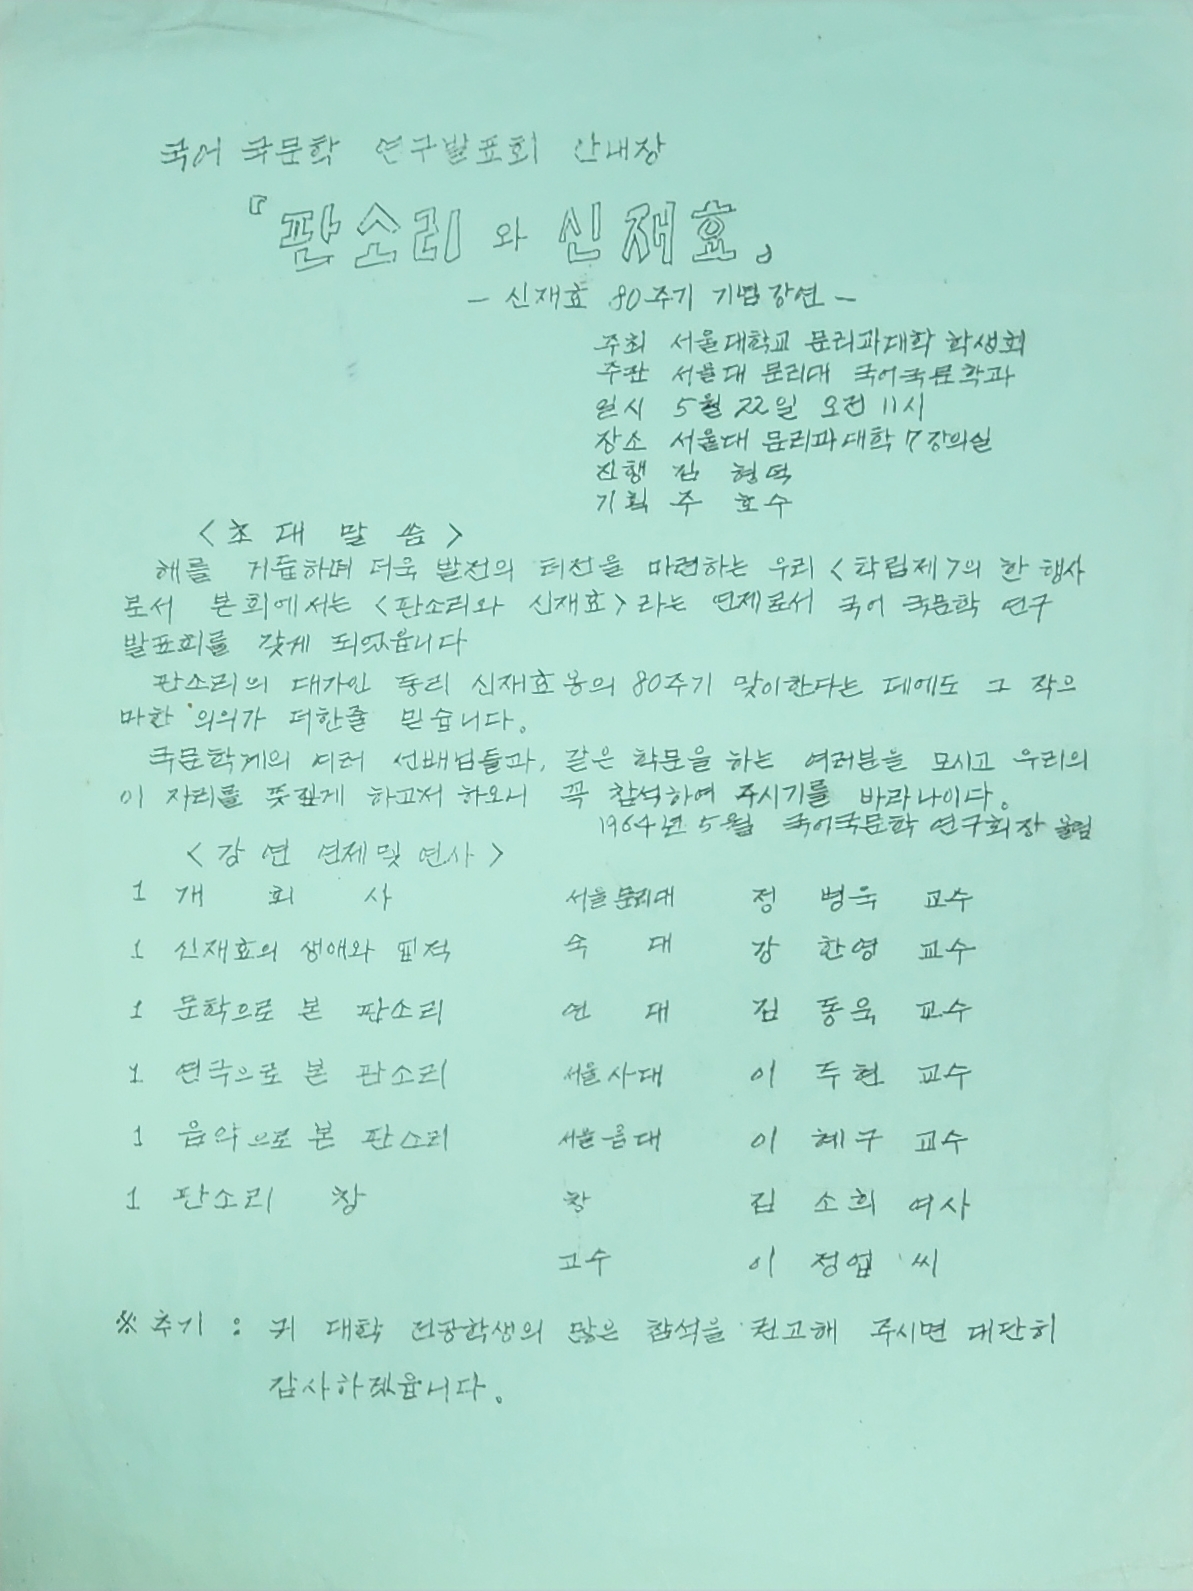 국어 국문학 연구발표회 안내장
『판소리와 신재효』
— 신재효 80주기 기념강연 —
주최 서울대학교 문리과대학 학생회
주관 서울대 문리대 국어국문학과
일시 5월 22일 오전 11시
장소 서울대 문리과대학 7강의실
진행 김 형덕
기획 주 호수
<초 대 말 씀>
해를 거듭하며 더욱 발전의 터전을 마련하는 우리 <학림제>의 한 행사
로서 본회에서는 <판소리와 신재효>라는 연제로서 국어 국문학 연구
발표회를 갖게 되었읍니다
판소리의 대가인 동리 신재효옹의 80주기 맞이한다는 데에도 그 작으
마한 의의가 더한줄 믿습니다.
국문학계의 여러 선배님들과, 같은 학문을 하는 여러분을 모시고 우리의
이 자리를 뜻깊게 하고저 하오니 꼭 참석하여 주시기를 바라나이다.
1964년 5월 국어국문학 연구회장 올림
<강 연 연제및 연사>
1 개 회 사 서울문리대 정 병욱 교수
1 신재효의 생애와 업적 숙 대 강 한영 교수
1 문학으로 본 판소리 연 대 김 동욱 교수
1 연극으로 본 판소리 서울사대 이 두현 교수
1 음악으로 본 판소리 서울음대 이 혜구 교수
1 판소리 창 창 김 소희 여사
고수 이 정업 씨
※ 추기 : 귀 대학 전공학생의 많은 참석을 권고해 주시면 대단히
감사하겠읍니다.